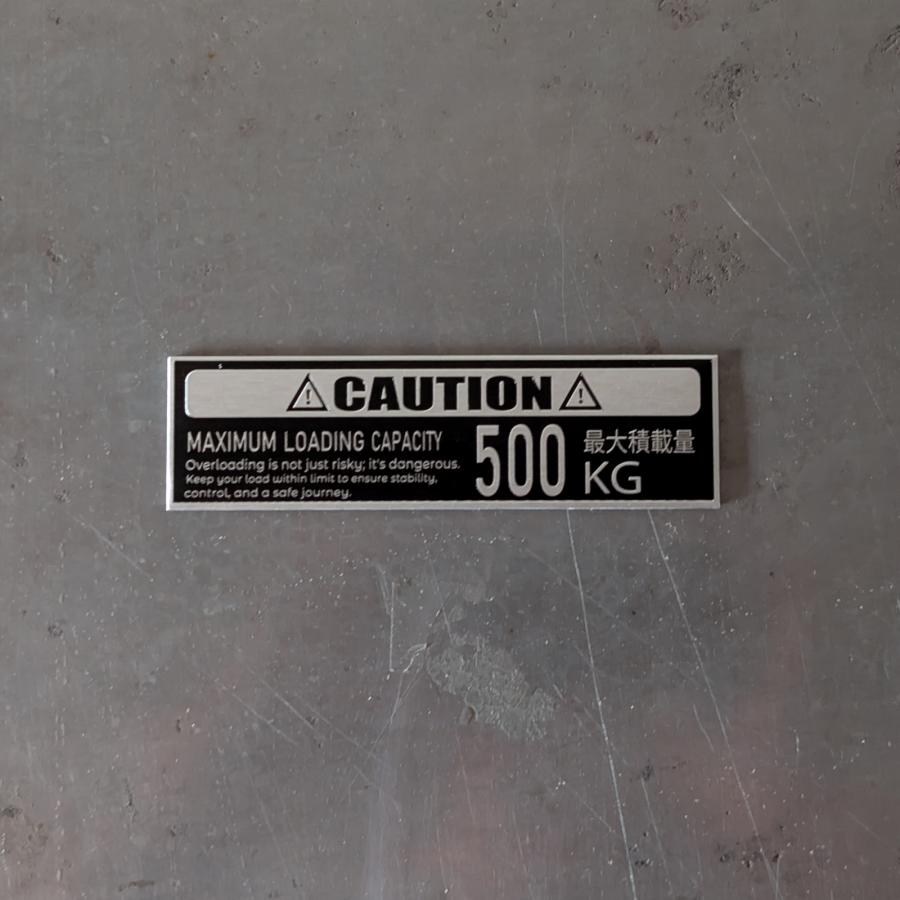 ⚠ CAUTION ⚠
MAXIMUM LOADING CAPACITY
Overloading is not just risky; it's dangerous.
Keep your load within limit to ensure stability,
control, and a safe journey.
500
最大積載量
KG